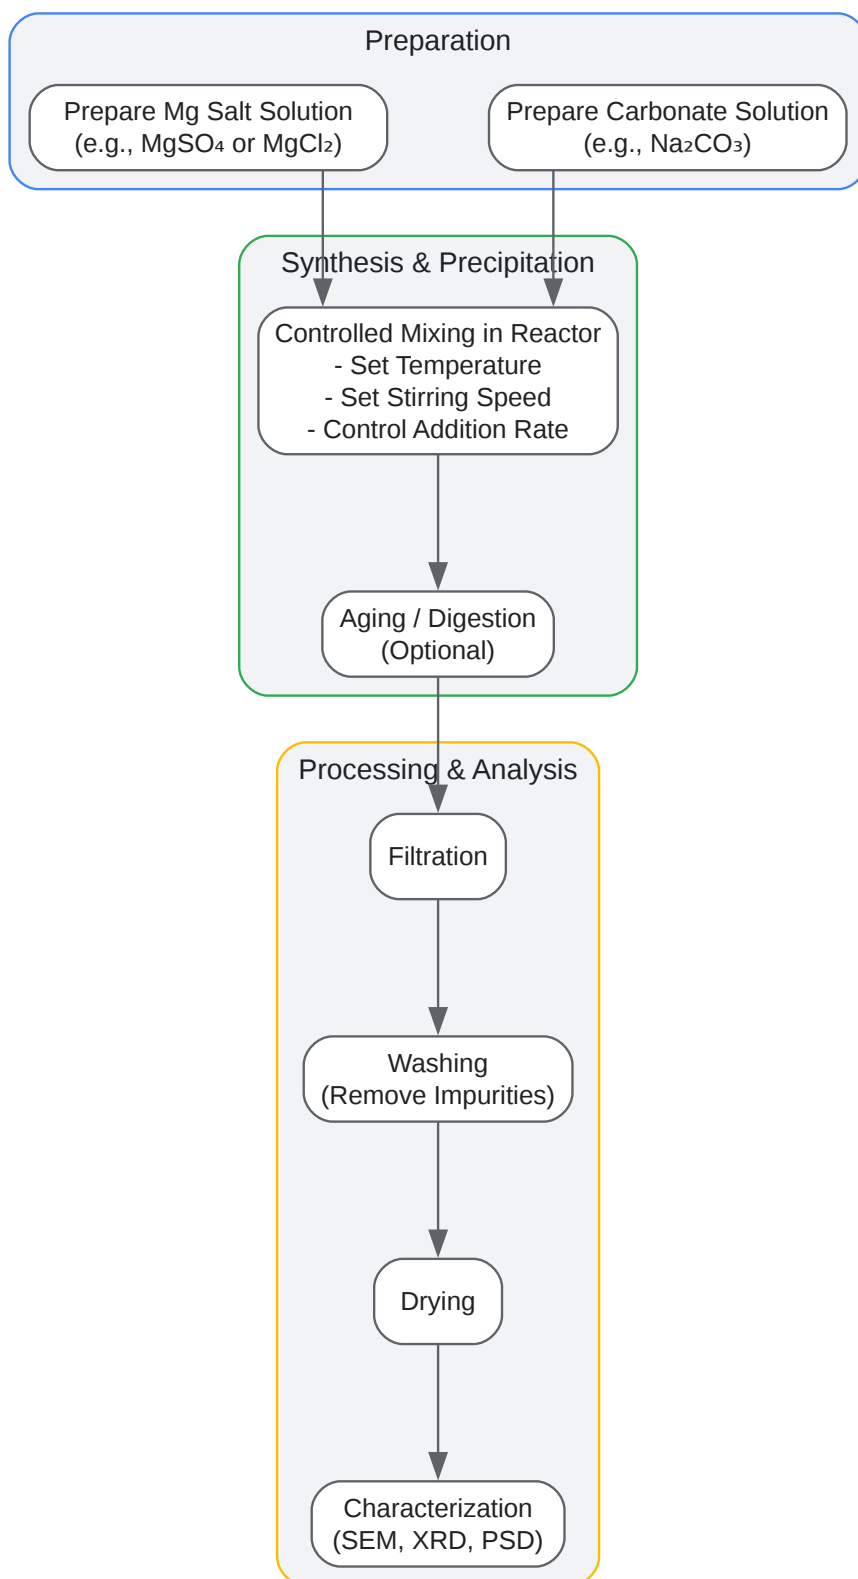 Preparation
Prepare Mg Salt Solution
(e.g., MgSO₄ or MgCl₂)
Prepare Carbonate Solution
(e.g., Na₂CO₃)
Synthesis & Precipitation
Controlled Mixing in Reactor
- Set Temperature
- Set Stirring Speed
- Control Addition Rate
Aging / Digestion
(Optional)
Processing & Analysis
Filtration
Washing
(Remove Impurities)
Drying
Characterization
(SEM, XRD, PSD)